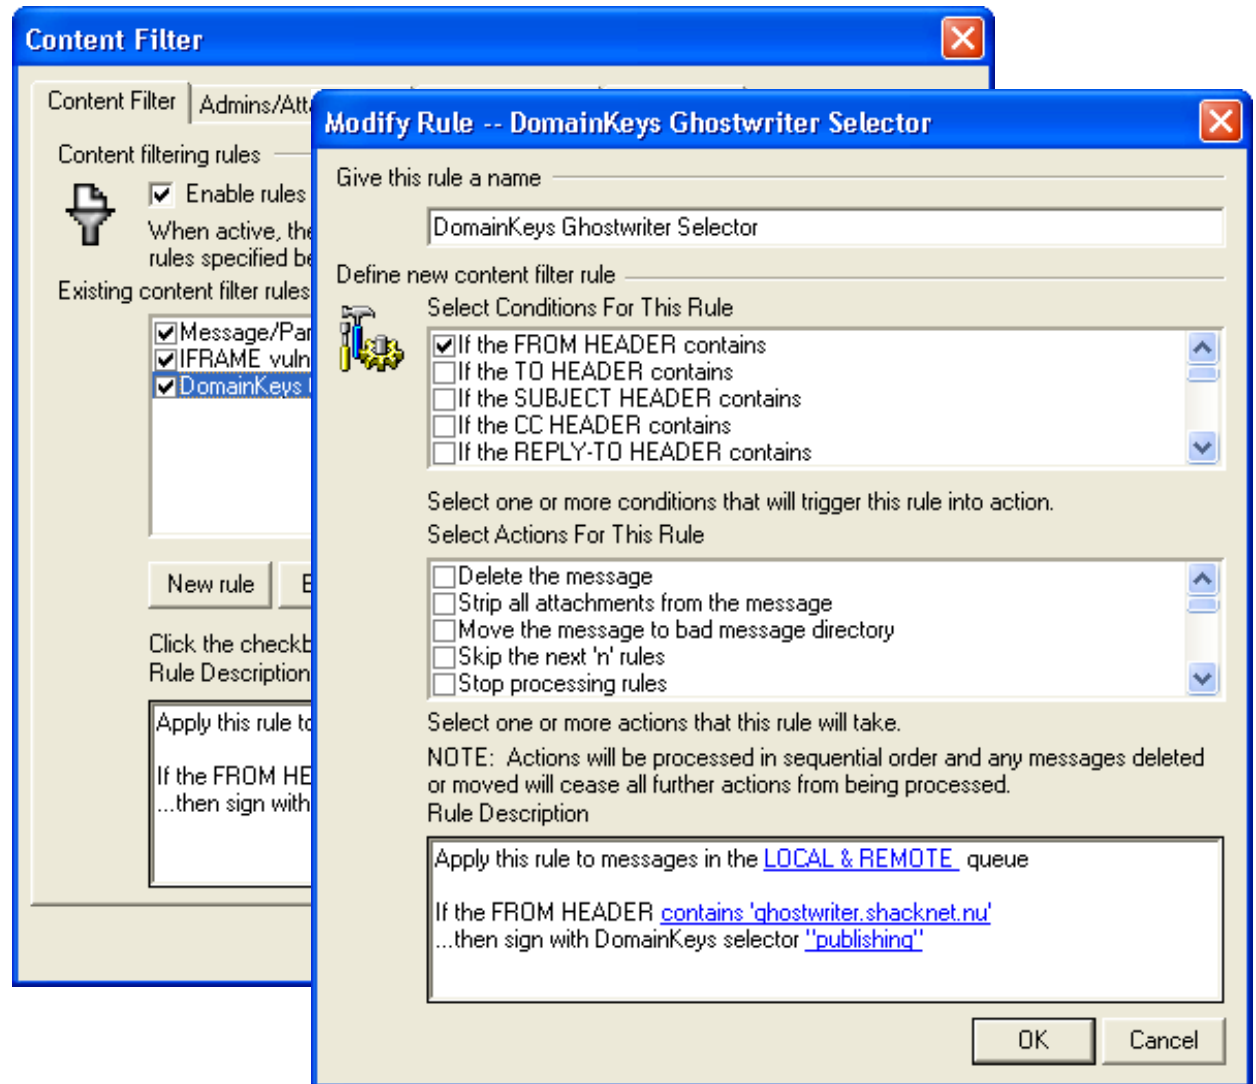 Content Filter
Content Filter
Admins/Atta
Content filtering rules
Enable rules
When active, the
rules specified be
Existing content filter rules
Message/Par
IFRAME vuln
DomainKeys
New rule
Click the checkb
Rule Description
Apply this rule to
If the FROM HE
...then sign with
Modify Rule -- DomainKeys Ghostwriter Selector
Give this rule a name
DomainKeys Ghostwriter Selector
Define new content filter rule
Select Conditions For This Rule
If the FROM HEADER contains
If the TO HEADER contains
If the SUBJECT HEADER contains
If the CC HEADER contains
If the REPLY-TO HEADER contains
Select one or more conditions that will trigger this rule into action.
Select Actions For This Rule
Delete the message
Strip all attachments from the message
Move the message to bad message directory
Skip the next 'n' rules
Stop processing rules
Select one or more actions that this rule will take.
NOTE: Actions will be processed in sequential order and any messages deleted
or moved will cease all further actions from being processed.
Rule Description
Apply this rule to messages in the LOCAL & REMOTE queue
If the FROM HEADER contains 'ghostwriter.shacknet.nu'
...then sign with DomainKeys selector "publishing"
OK
Cancel